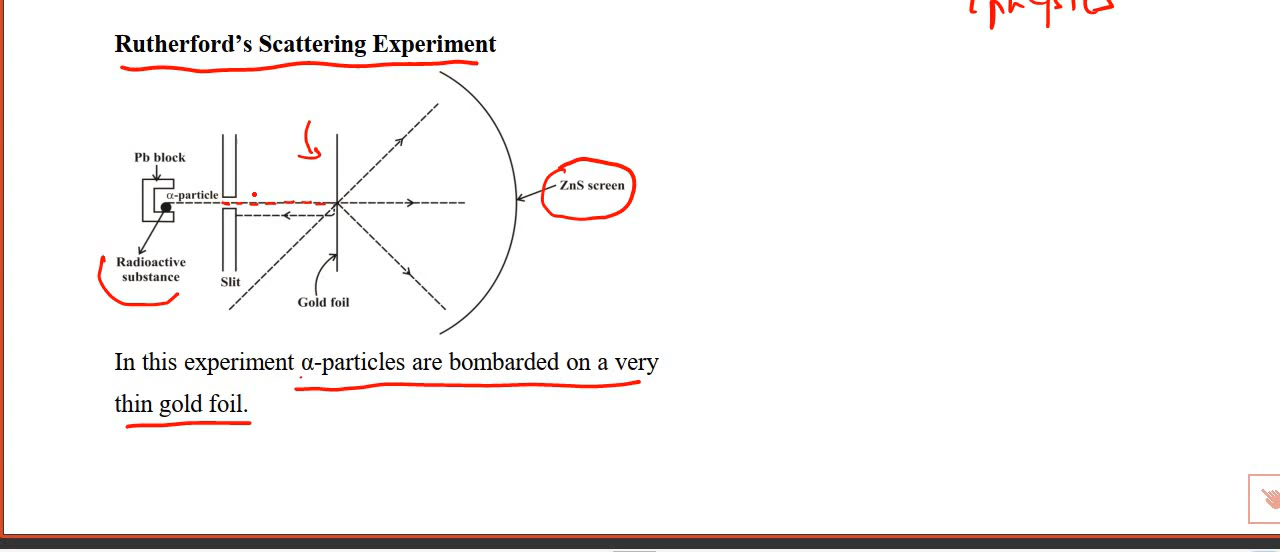 Rutherford’s Scattering Experiment
Pb block
α-particle
ZnS screen
Radioactive
substance
Slit
Gold foil
In this experiment α-particles are bombarded on a very
thin gold foil.